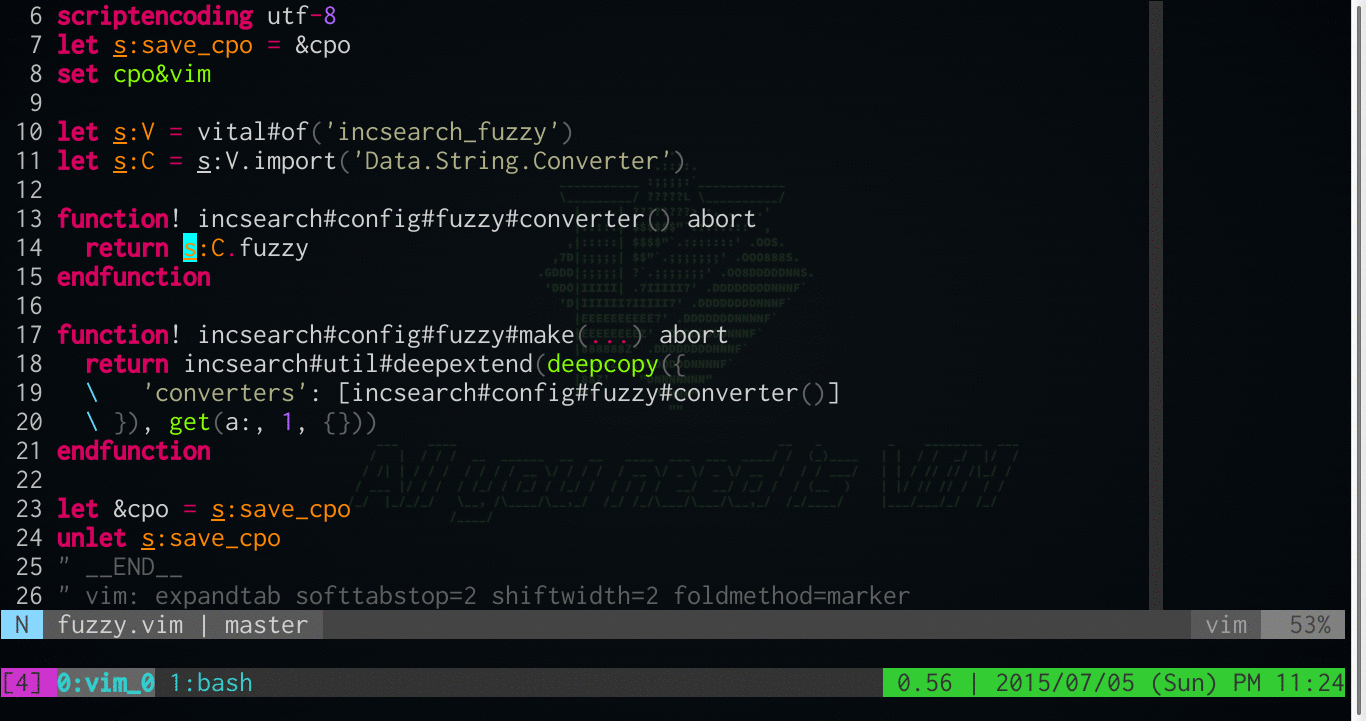 6 scriptencoding utf-8
7 let s:save_cpo = &cpo
8 set cpo&vim
9
10 let s:V = vital#of('incsearch_fuzzy')
11 let s:C = s:V.import('Data.String.Converter')
12
13 function! incsearch#config#fuzzy#converter() abort
14   return s:C.fuzzy
15 endfunction
16
17 function! incsearch#config#fuzzy#make(...) abort
18   return incsearch#util#deepextend(deepcopy({
19   \   'converters': [incsearch#config#fuzzy#converter()]
20   \ }), get(a:, 1, {}))
21 endfunction
22
23 let &cpo = s:save_cpo
24 unlet s:save_cpo
25 " __END__
26 " vim: expandtab softtabstop=2 shiftwidth=2 foldmethod=marker
All you need is VIM
N fuzzy.vim | master vim 53%
[4] 0:vim_0 1:bash 0.56 | 2015/07/05 (Sun) PM 11:24